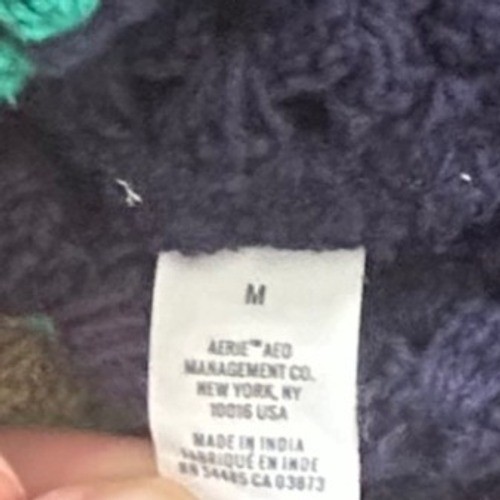 M
AERIE™ AEO
MANAGEMENT CO.
NEW YORK, NY
10016 USA
MADE IN INDIA
FABRIQUÉ EN INDE
RN 54485 CA 03873